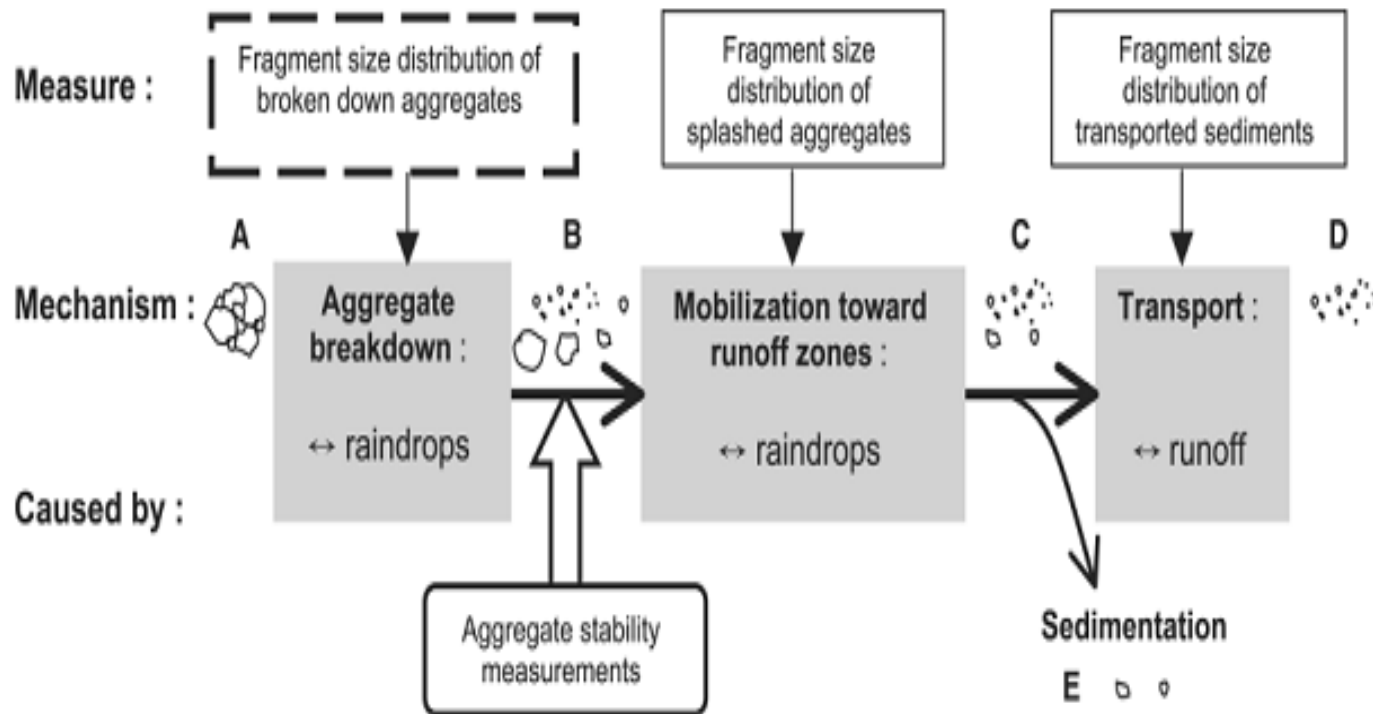 Measure :
Fragment size distribution of
broken down aggregates
Fragment size
distribution of
splashed aggregates
Fragment size
distribution of
transported sediments
A
B
C
D
Mechanism :
Aggregate
breakdown :
Mobilization toward
runoff zones :
Transport :
↔ raindrops
↔ raindrops
↔ runoff
Caused by :
Aggregate stability
measurements
Sedimentation
E